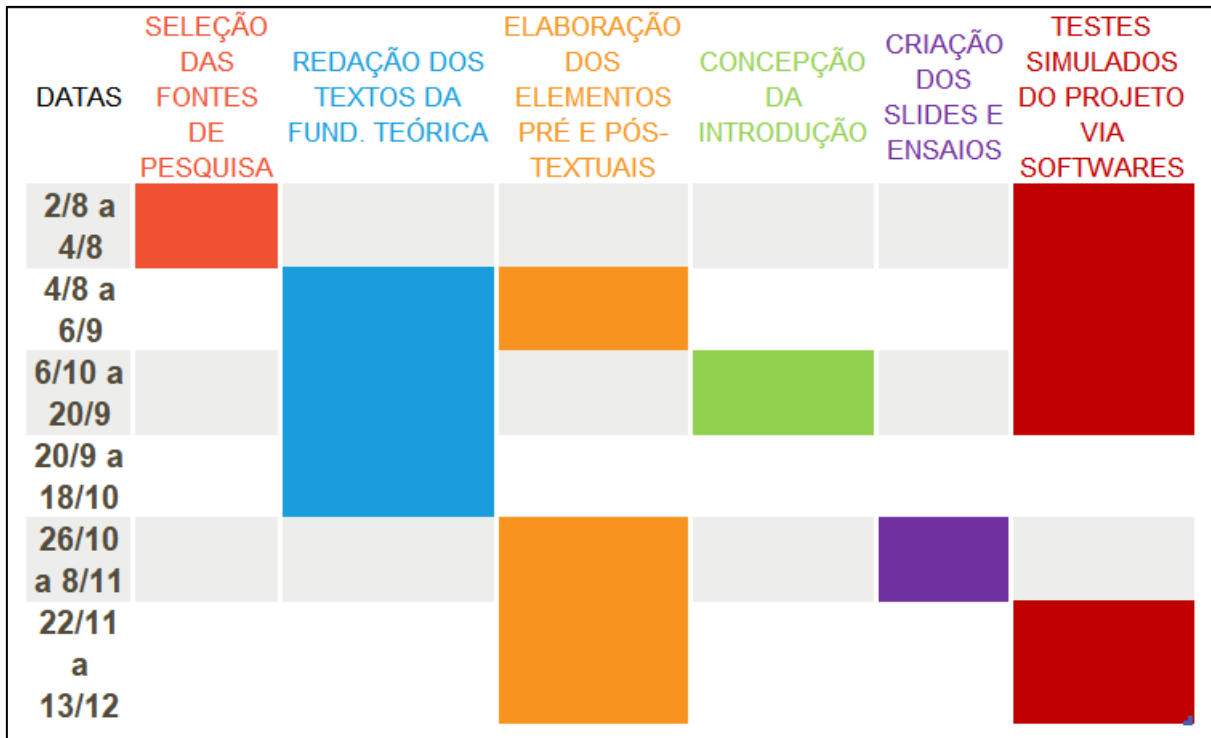 DATAS
SELEÇÃO
DAS
FONTES
DE
PESQUISA
REDAÇÃO DOS
TEXTOS DA
FUND. TEÓRICA
ELABORAÇÃO
DOS
ELEMENTOS
PRÉ E PÓS-
TEXTUAIS
CONCEPÇÃO
DA
INTRODUÇÃO
CRIAÇÃO
DOS
SLIDES E
ENSAIOS
TESTES
SIMULADOS
DO PROJETO
VIA
SOFTWARES
2/8 a
4/8
4/8 a
6/9
6/10 a
20/9
20/9 a
18/10
26/10
a 8/11
22/11
a
13/12